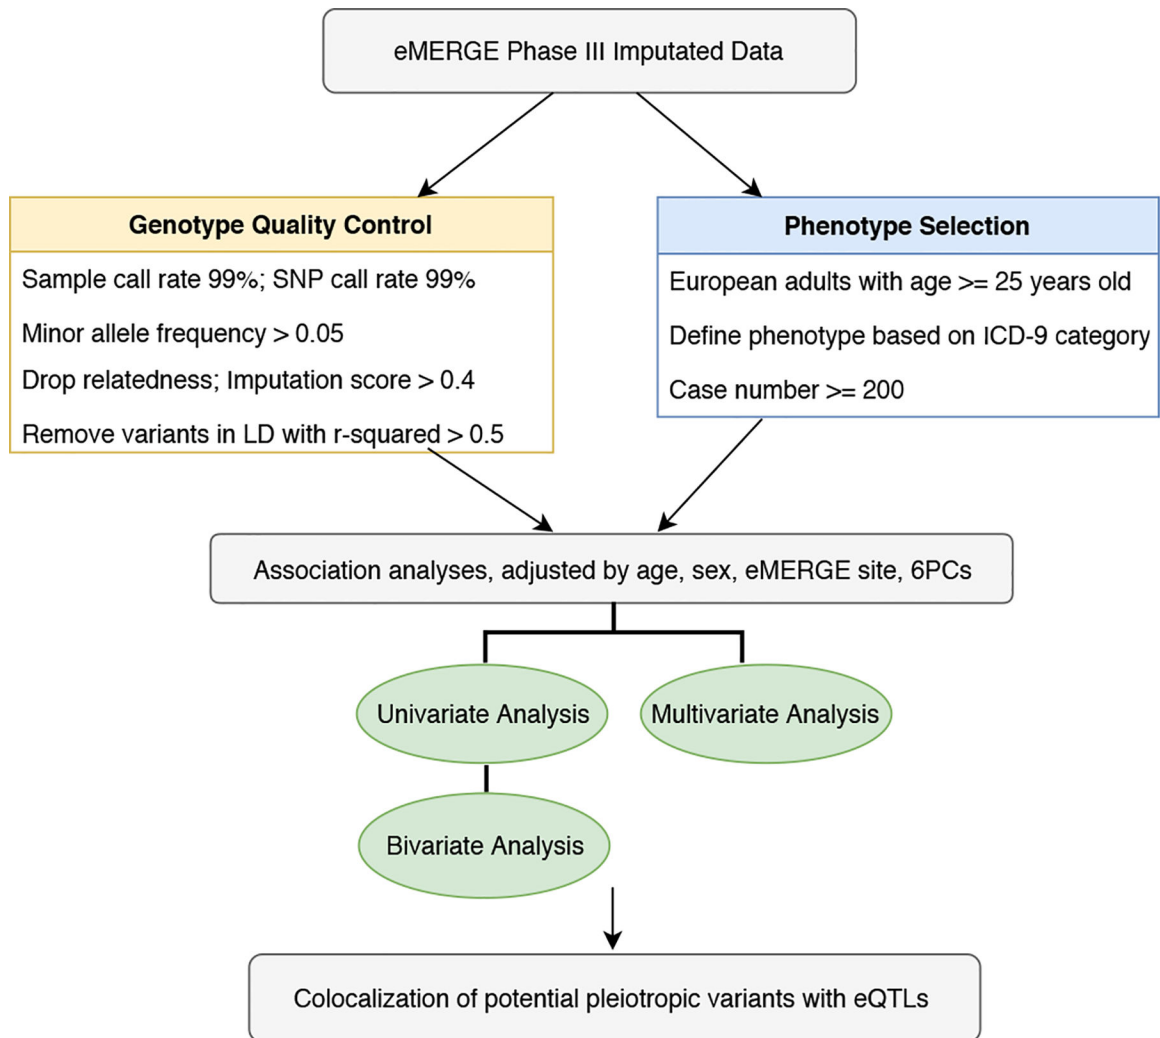 eMERGE Phase III Imputated Data
Genotype Quality Control
Sample call rate 99%; SNP call rate 99%
Minor allele frequency > 0.05
Drop relatedness; Imputation score > 0.4
Remove variants in LD with r-squared > 0.5
Phenotype Selection
European adults with age >= 25 years old
Define phenotype based on ICD-9 category
Case number >= 200
Association analyses, adjusted by age, sex, eMERGE site, 6PCs
Univariate Analysis
Multivariate Analysis
Bivariate Analysis
Colocalization of potential pleiotropic variants with eQTLs